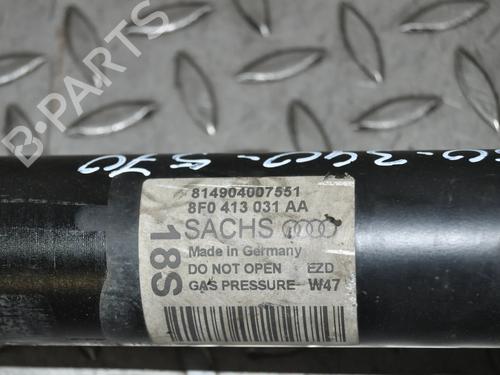 B-PARTS
814904007551
8F0 413 031 AA
SACHS
Made in Germany
DO NOT OPEN EZD
GAS PRESSURE W47
18S